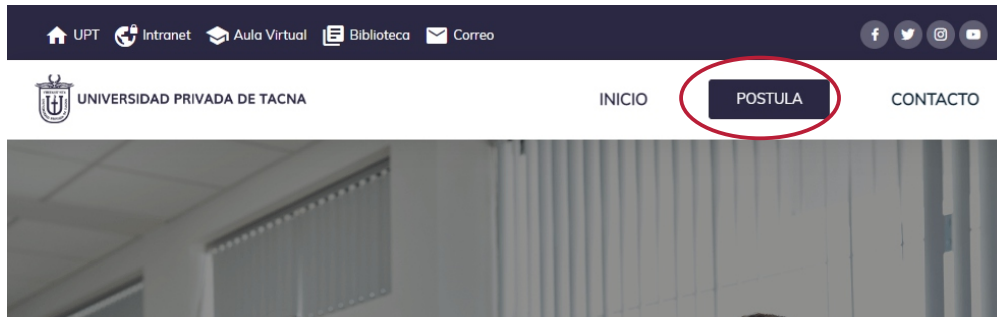 UPT Intranet Aula Virtual Biblioteca Correo
UNIVERSIDAD PRIVADA DE TACNA INICIO POSTULA CONTACTO